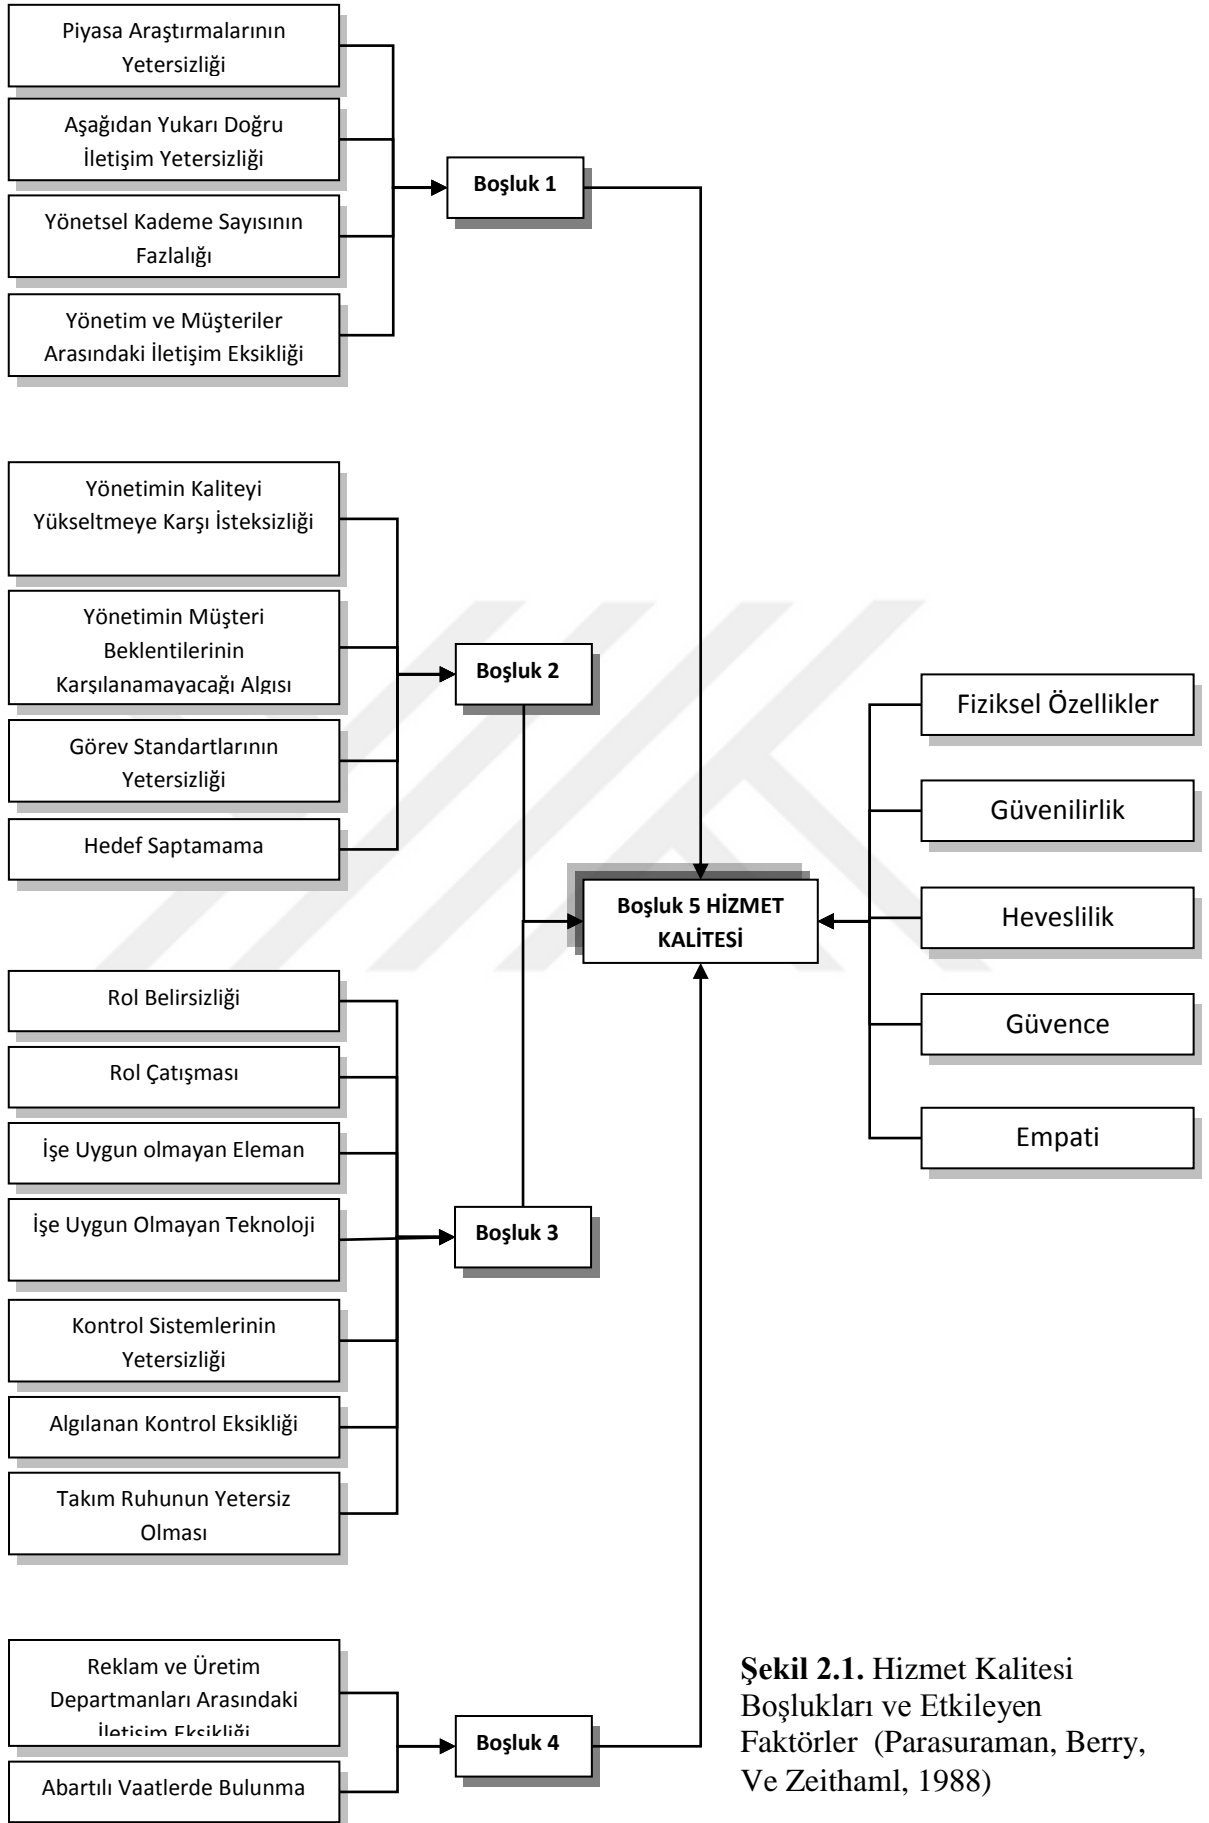 Piyasa Araştırmalarının
Yetersizliği
Aşağıdan Yukarı Doğru
İletişim Yetersizliği
Yönetsel Kademe Sayısının
Fazlalığı
Yönetim ve Müşteriler
Arasındaki İletişim Eksikliği
Boşluk 1
Yönetimin Kaliteyi
Yükseltmeye Karşı İsteksizliği
Yönetimin Müşteri
Beklentilerinin
Karşılanamayacağı Algısı
Görev Standartlarının
Yetersizliği
Hedef Saptamama
Boşluk 2
Rol Belirsizliği
Rol Çatışması
İşe Uygun olmayan Eleman
İşe Uygun Olmayan Teknoloji
Kontrol Sistemlerinin
Yetersizliği
Algılanan Kontrol Eksikliği
Takım Ruhunun Yetersiz
Olması
Boşluk 3
Reklam ve Üretim
Departmanları Arasındaki
İletişim Eksikliği
Abartılı Vaatlerde Bulunma
Boşluk 4
Boşluk 5 HİZMET
KALİTESİ
Fiziksel Özellikler
Güvenilirlik
Heveslilik
Güvence
Empati
Şekil 2.1. Hizmet Kalitesi
Boşlukları ve Etkileyen
Faktörler (Parasuraman, Berry,
Ve Zeithaml, 1988)